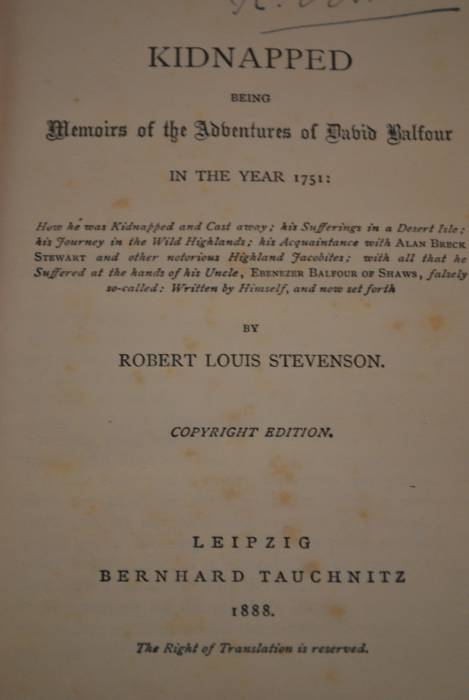 KIDNAPPED
BEING
Memoirs of the Adventures of David Balfour
IN THE YEAR 1751:
How he was Kidnapped and Cast away; his Sufferings in a Desert Isle;
his Journey in the Wild Highlands; his Acquaintance with ALAN BRECK
STEWART and other notorious Highland Jacobites; with all that he
Suffered at the hands of his Uncle, EBENEZER BALFOUR OF SHAWS, falsely
so-called: Written by Himself, and now set forth
BY
ROBERT LOUIS STEVENSON.
COPYRIGHT EDITION.
LEIPZIG
BERNHARD TAUCHNITZ
1888.
The Right of Translation is reserved.